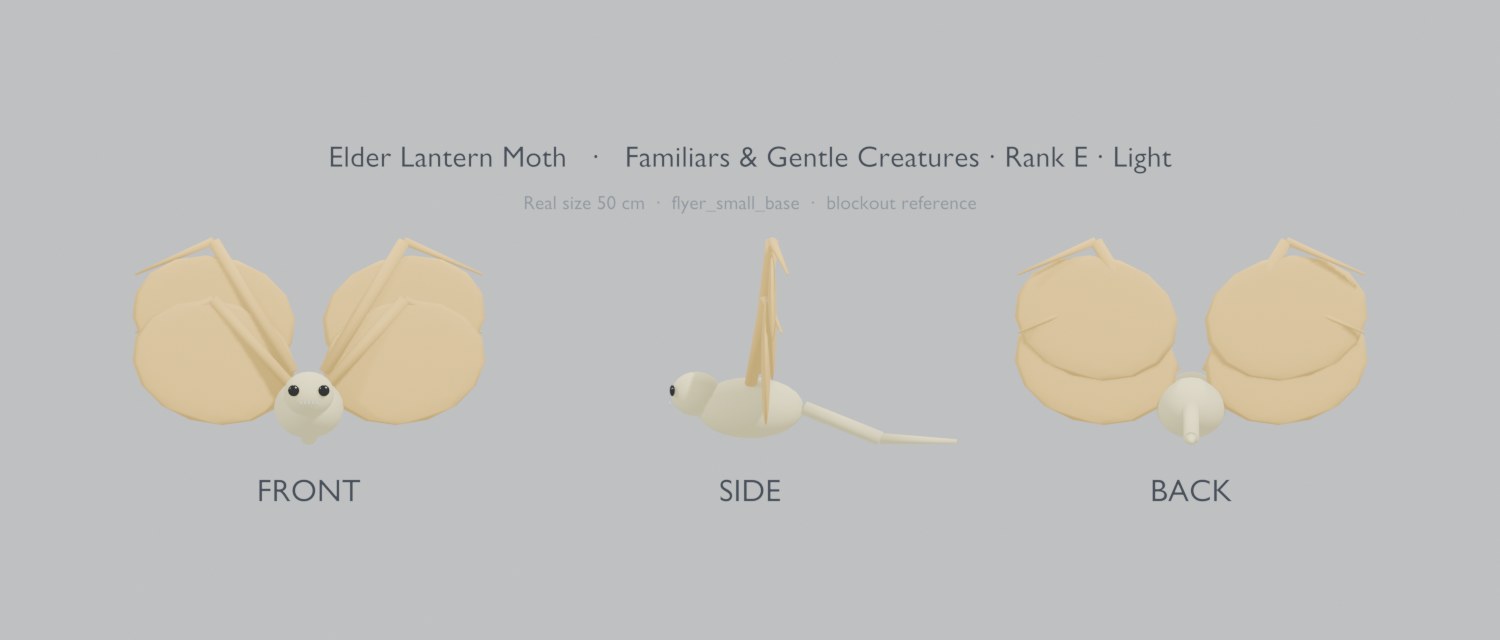 Elder Lantern Moth · Familiars & Gentle Creatures · Rank E · Light
Real size 50 cm · flyer_small_base · blockout reference
FRONT SIDE BACK